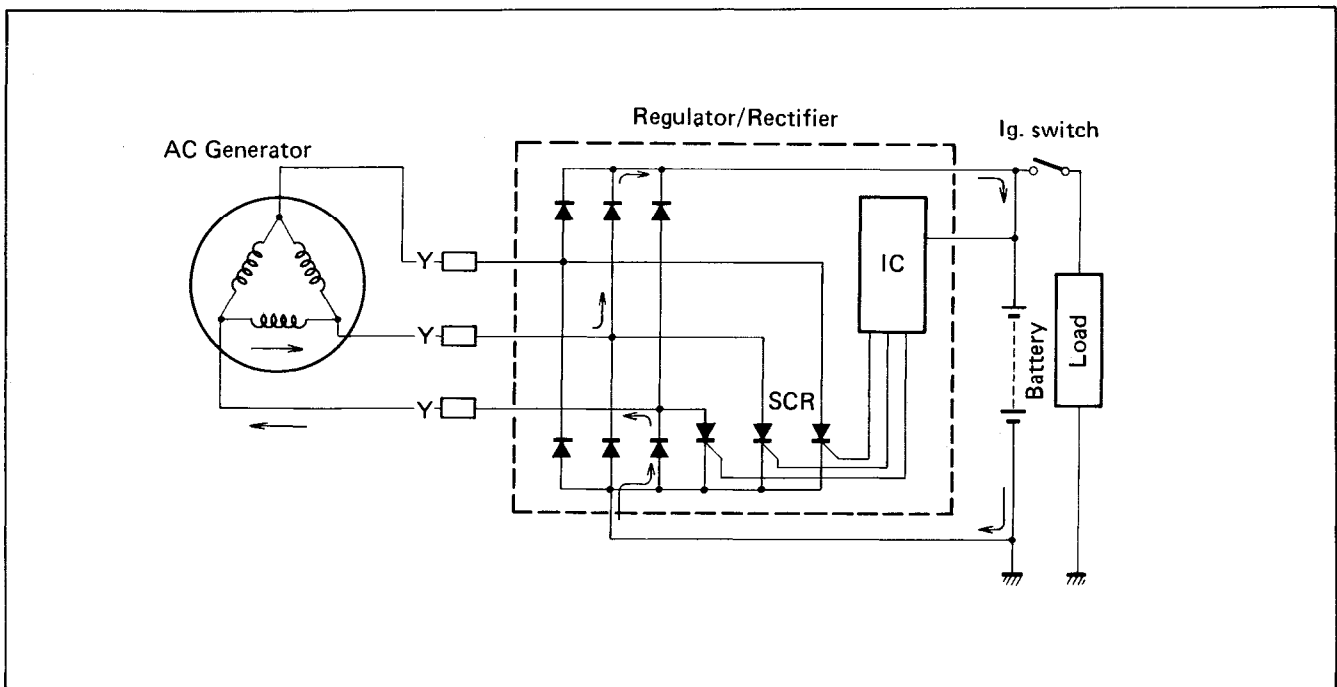 Regulator/Rectifier
Ig. switch
AC Generator
Y
IC
Y
Battery
Load
SCR
Y